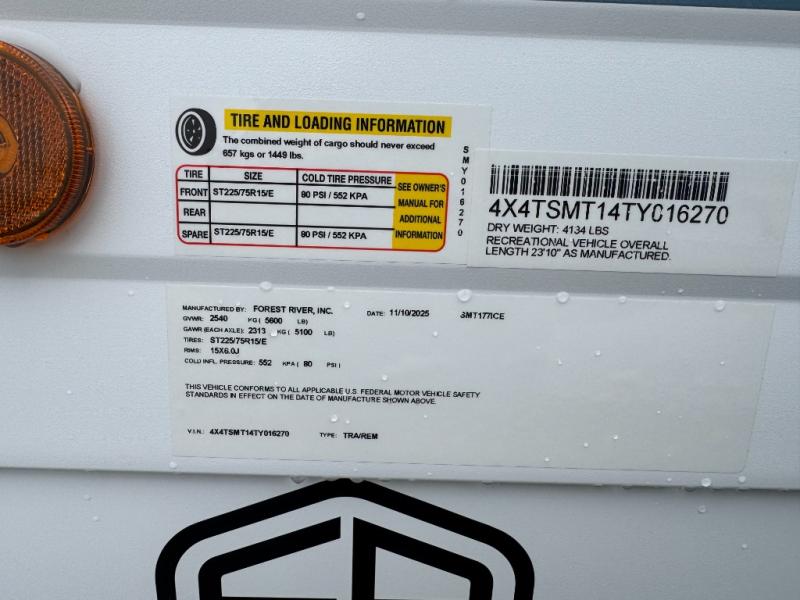 TIRE AND LOADING INFORMATION
The combined weight of cargo should never exceed
657 kgs or 1449 lbs.
TIRE SIZE COLD TIRE PRESSURE
FRONT ST225/75R15/E 80 PSI / 552 KPA
REAR
SPARE ST225/75R15/E 80 PSI / 552 KPA
SEE OWNER'S
MANUAL FOR
ADDITIONAL
INFORMATION
SMY016270
4X4TSMT14TY016270
DRY WEIGHT: 4134 LBS
RECREATIONAL VEHICLE OVERALL
LENGTH 23'10" AS MANUFACTURED.
MANUFACTURED BY: FOREST RIVER, INC. DATE: 11/10/2025 SMT177ICE
GVWR: 2540 KG ( 5600 LB)
GAWR (EACH AXLE): 2313 KG ( 5100 LB)
TIRES: ST225/75R15/E
RIMS: 15X6.0J
COLD INFL. PRESSURE: 552 KPA ( 80 PSI)
THIS VEHICLE CONFORMS TO ALL APPLICABLE U.S. FEDERAL MOTOR VEHICLE SAFETY
STANDARDS IN EFFECT ON THE DATE OF MANUFACTURE SHOWN ABOVE.
V.I.N.: 4X4TSMT14TY016270 TYPE: TRA/REM